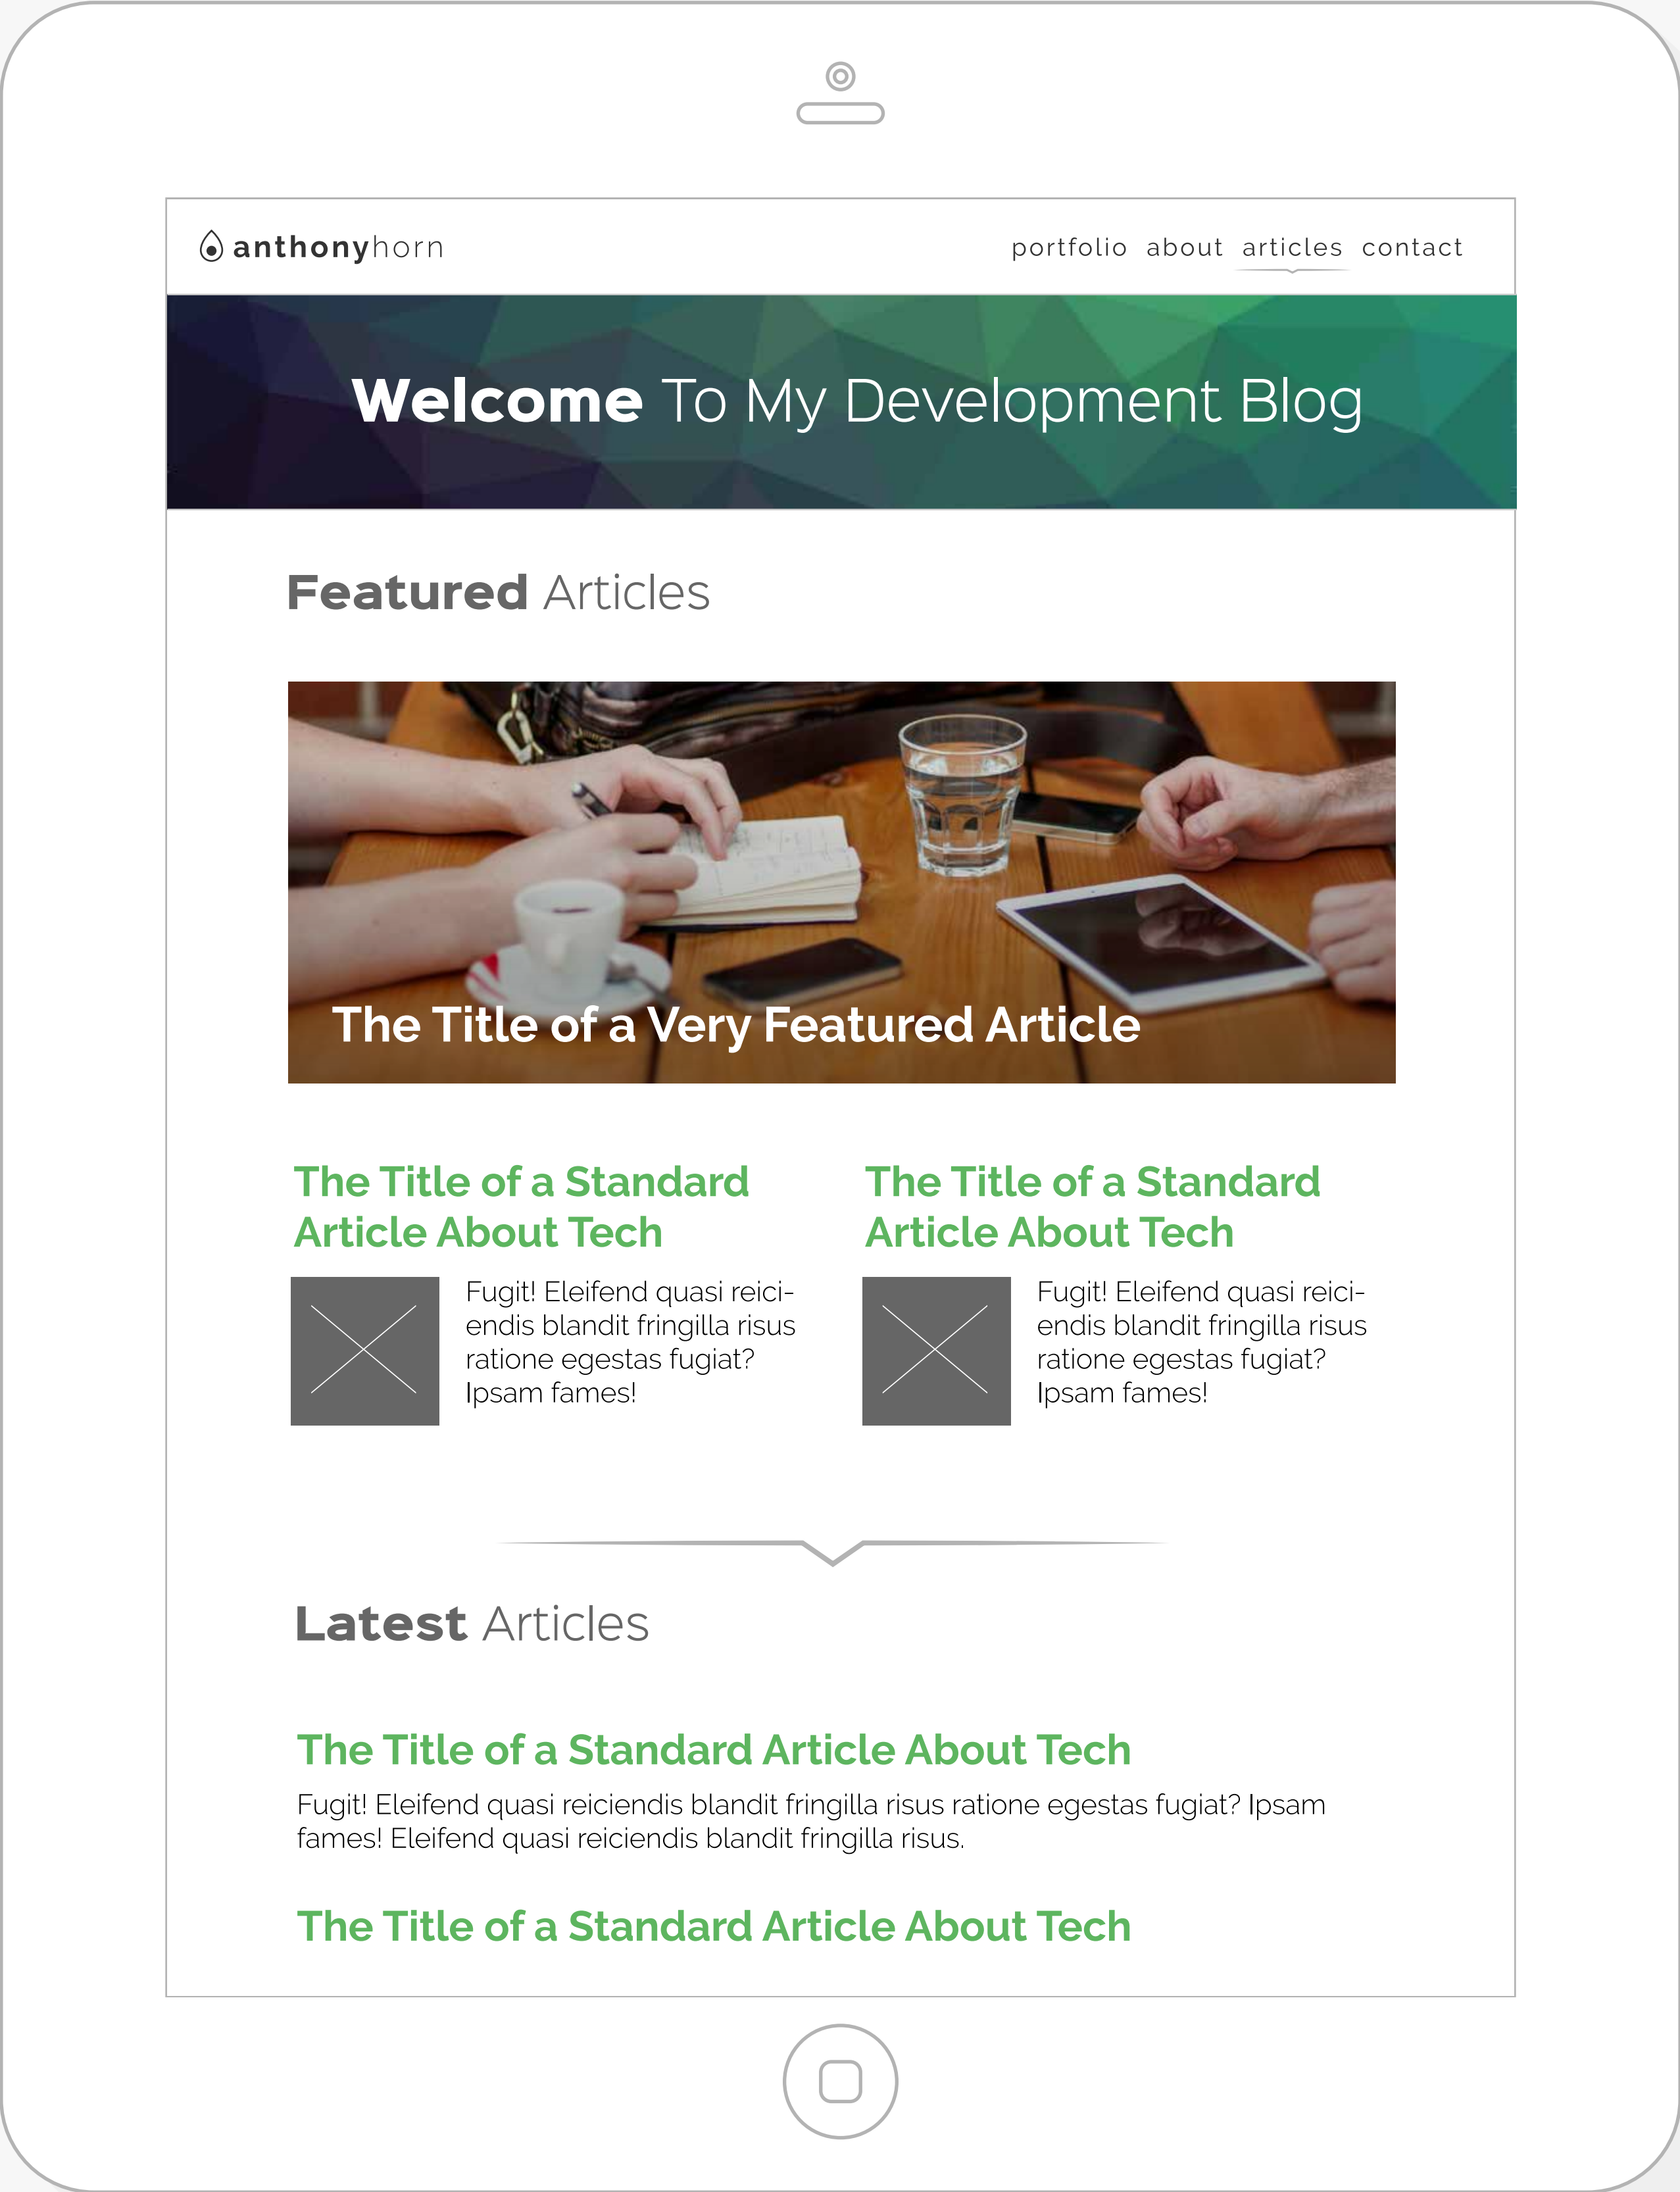 anthonyhorn
portfolio about articles contact
Welcome To My Development Blog
Featured Articles
The Title of a Very Featured Article
The Title of a Standard
Article About Tech
Fugit! Eleifend quasi reici-
endis blandit fringilla risus
ratione egestas fugiat?
Ipsam fames!
The Title of a Standard
Article About Tech
Fugit! Eleifend quasi reici-
endis blandit fringilla risus
ratione egestas fugiat?
Ipsam fames!
Latest Articles
The Title of a Standard Article About Tech
Fugit! Eleifend quasi reiciendis blandit fringilla risus ratione egestas fugiat? Ipsam
fames! Eleifend quasi reiciendis blandit fringilla risus.
The Title of a Standard Article About Tech